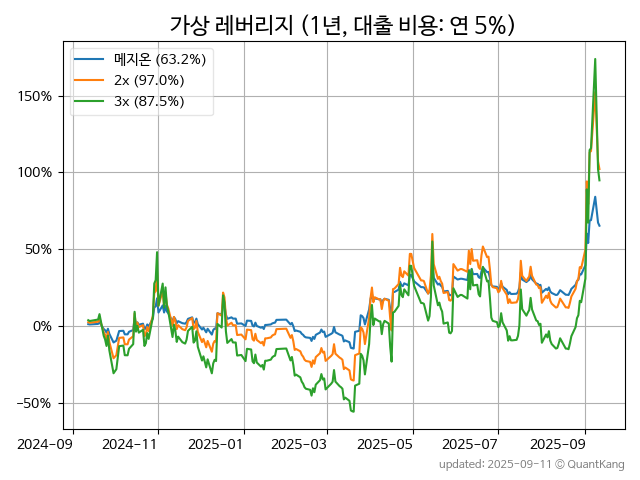 가상 레버리지 (1년, 대출 비용: 연 5%)
메지온 (63.2%)
2x (97.0%)
3x (87.5%)
150%
100%
50%
0%
−50%
2024-09 2024-11 2025-01 2025-03 2025-05 2025-07 2025-09
updated: 2025-09-11 © QuantKang